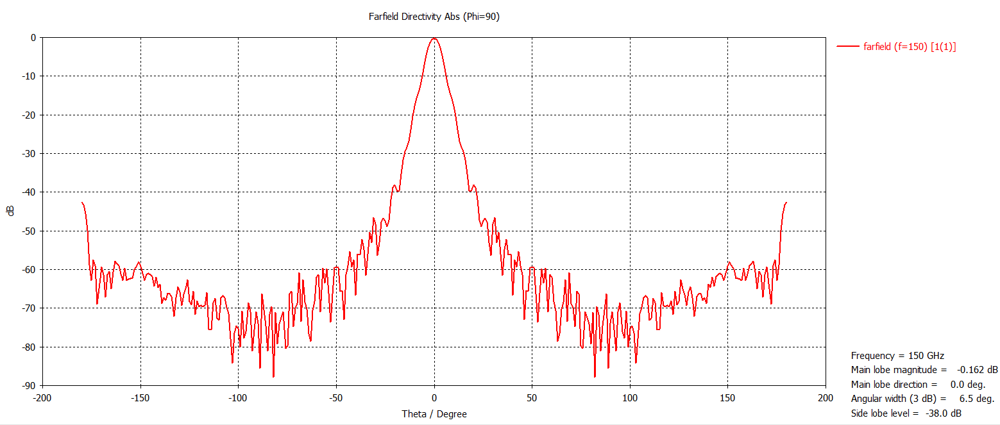 Farfield Directivity Abs (Phi=90)
0
-10
-20
-30
-40
-50
-60
-70
-80
-90
dB
-200
-150
-100
-50
0
50
100
150
200
Theta / Degree
farfield (f=150) [1(1)]
Frequency = 150 GHz
Main lobe magnitude = -0.162 dB
Main lobe direction = 0.0 deg.
Angular width (3 dB) = 6.5 deg.
Side lobe level = -38.0 dB